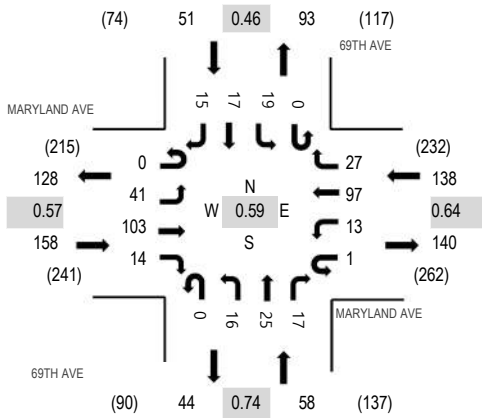 (74) 51 0.46 93 (117)
69TH AVE
MARYLAND AVE
15 17 19 0
(215) 0 27 (232)
128 41 N 97 138
0.57 W 0.59 E 0.64
158 103 S 13 140
(241) 14 1 (262)
0 16 25 17
MARYLAND AVE
69TH AVE
(90) 44 0.74 58 (137)